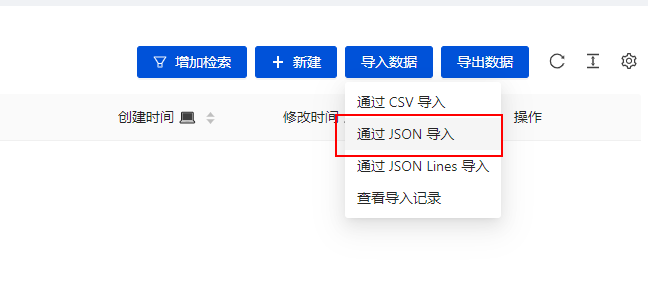 增加检索 新建 导入数据 导出数据
通过 CSV 导入
创建时间 修改时间 操作
通过 JSON 导入
通过 JSON Lines 导入
查看导入记录